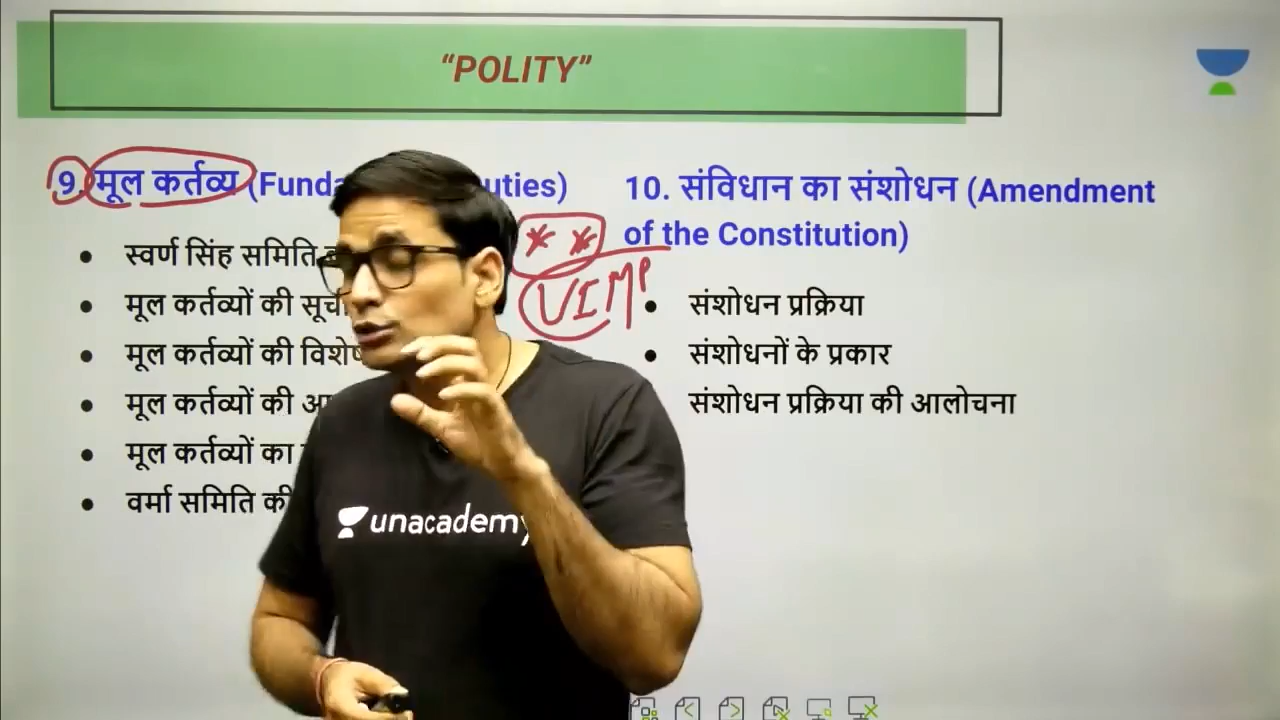 “POLITY”
9. मूल कर्तव्य (Funda uties)
स्वर्ण सिंह समिति
मूल कर्तव्यों की सूची
मूल कर्तव्यों की
मूल कर्तव्यों की
मूल कर्तव्यों का
वर्मा समिति की
VIMP
10. संविधान का संशोधन (Amendment
of the Constitution)
संशोधन प्रक्रिया
संशोधनों के प्रकार
संशोधन प्रक्रिया की आलोचना
unacademy